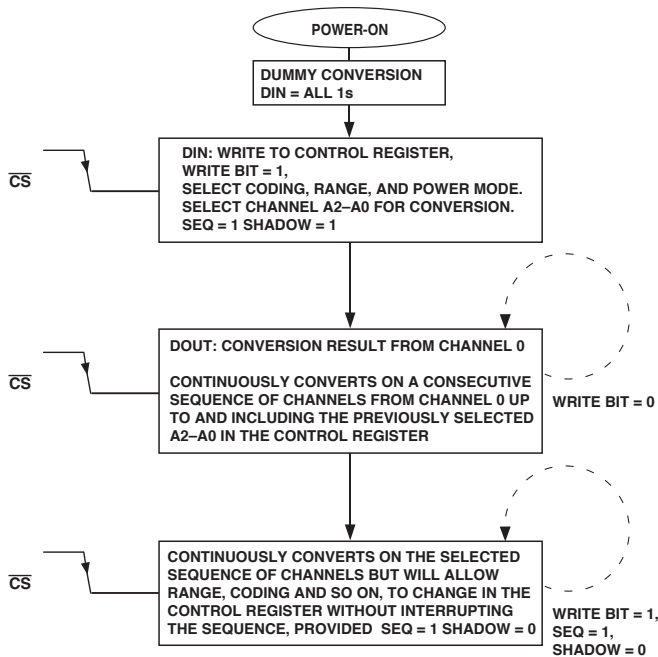 POWER-ON
DUMMY CONVERSION
DIN = ALL 1s
CS
DIN: WRITE TO CONTROL REGISTER,
WRITE BIT = 1,
SELECT CODING, RANGE, AND POWER MODE.
SELECT CHANNEL A2–A0 FOR CONVERSION.
SEQ = 1 SHADOW = 1
CS
DOUT: CONVERSION RESULT FROM CHANNEL 0
CONTINUOUSLY CONVERTS ON A CONSECUTIVE
SEQUENCE OF CHANNELS FROM CHANNEL 0 UP
TO AND INCLUDING THE PREVIOUSLY SELECTED
A2–A0 IN THE CONTROL REGISTER
WRITE BIT = 0
CS
CONTINUOUSLY CONVERTS ON THE SELECTED
SEQUENCE OF CHANNELS BUT WILL ALLOW
RANGE, CODING AND SO ON, TO CHANGE IN THE
CONTROL REGISTER WITHOUT INTERRUPTING
THE SEQUENCE, PROVIDED SEQ = 1 SHADOW = 0
WRITE BIT = 1,
SEQ = 1,
SHADOW = 0